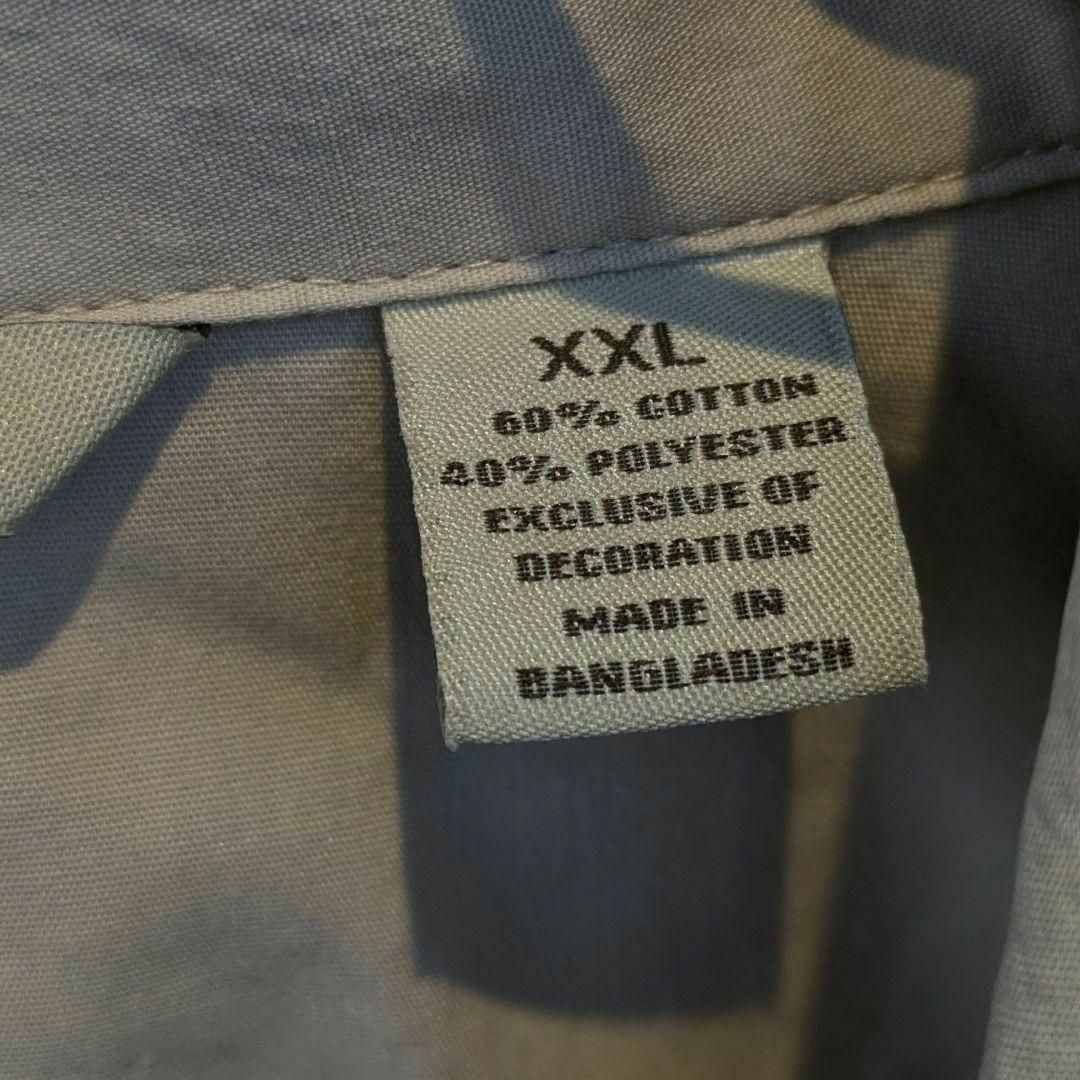 XXL
60% COTTON
40% POLYESTER
EXCLUSIVE OF
DECORATION
MADE IN
BANGLADESH